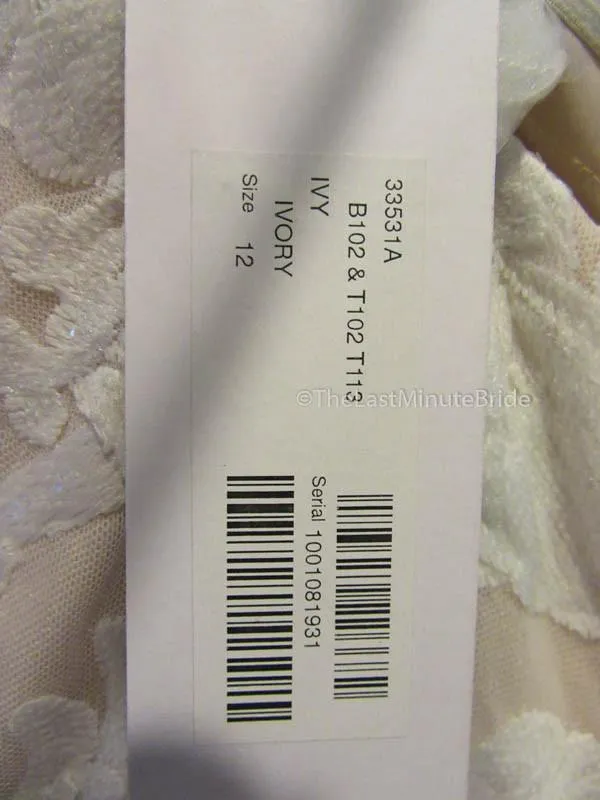 33531A
B102 & T102 T113
IVY
IVORY
Size 12
Serial 1001081931
©TheLastMinuteBride